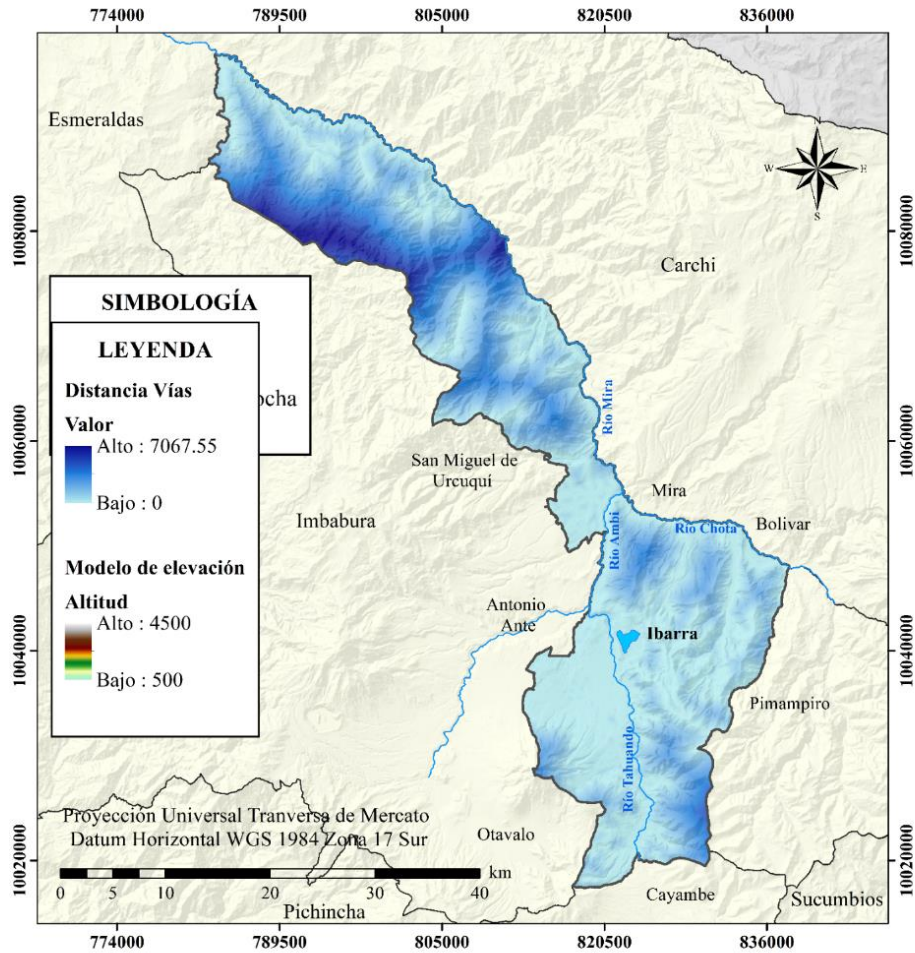 774000 789500 805000 820500 836000
Esmeraldas
N
W E
S
10080000
10080000
Carchi
SIMBOLOGÍA
LEYENDA
Distancia Vías
Valor
Alto : 7067.55
Bajo : 0
ocha
Río Mira
10060000
10060000
San Miguel de
Urcuquí
Mira
Imbabura
Río Ambi
Río Chota
Bolivar
Modelo de elevación
Altitud
Alto : 4500
Bajo : 500
Antonio
Ante
Ibarra
10040000
10040000
Pimampiro
Río Tahuando
Proyección Universal Tranversa de Mercato
Datum Horizontal WGS 1984 Zona 17 Sur
Otavalo
10020000
10020000
km
0 5 10 20 30 40
Cayambe
Sucumbios
Pichincha
774000 789500 805000 820500 836000